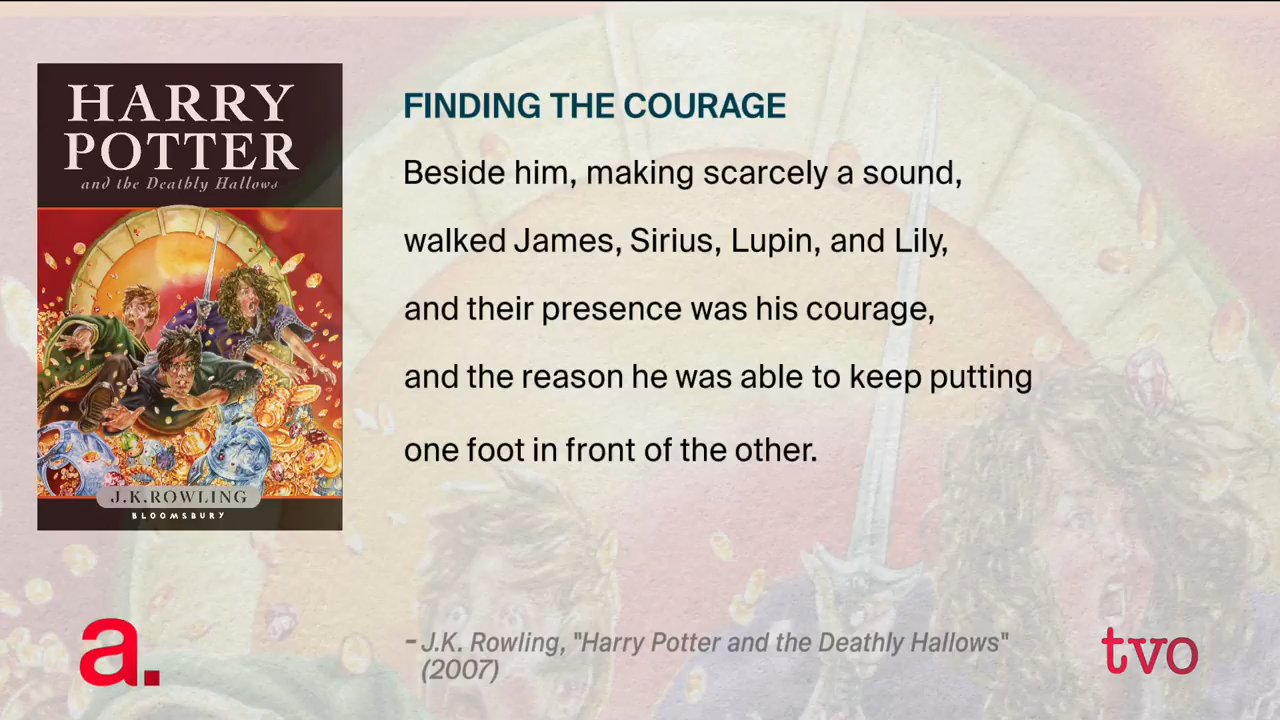 HARRY
POTTER
and the Deathly Hallows
J.K.ROWLING
BLOOMSBURY
FINDING THE COURAGE
Beside him, making scarcely a sound,
walked James, Sirius, Lupin, and Lily,
and their presence was his courage,
and the reason he was able to keep putting
one foot in front of the other.
- J.K. Rowling, "Harry Potter and the Deathly Hallows"
(2007)
a.
tvo